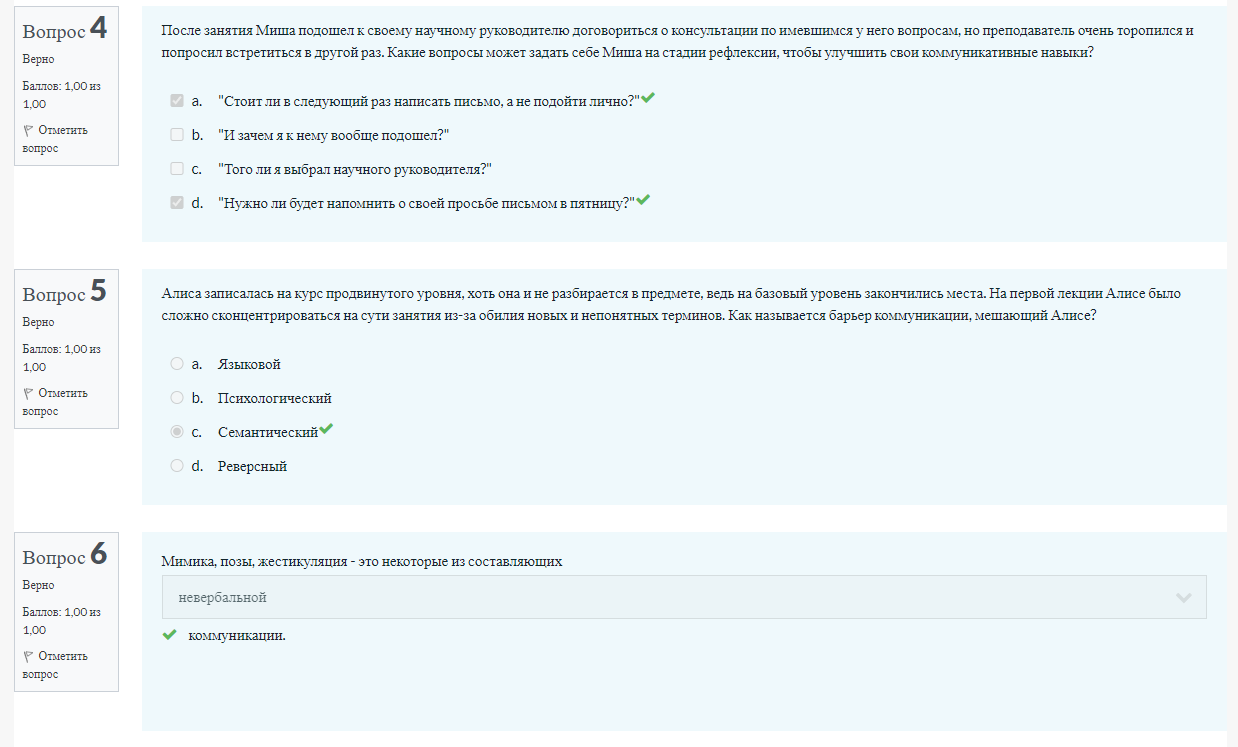 Вопрос 4
Верно
Баллов: 1,00 из
1,00
Отметить
вопрос
После занятия Миша подошел к своему научному руководителю договориться о консультации по имевшимся у него вопросам, но преподаватель очень торопился и
попросил встретиться в другой раз. Какие вопросы может задать себе Миша на стадии рефлексии, чтобы улучшить свои коммуникативные навыки?
a. "Стоит ли в следующий раз написать письмо, а не подойти лично?"
b. "И зачем я к нему вообще подошел?"
c. "Того ли я выбрал научного руководителя?"
d. "Нужно ли будет напомнить о своей просьбе письмом в пятницу?"
Вопрос 5
Верно
Баллов: 1,00 из
1,00
Отметить
вопрос
Алиса записалась на курс продвинутого уровня, хоть она и не разбирается в предмете, ведь на базовый уровень закончились места. На первой лекции Алисе было
сложно сконцентрироваться на сути занятия из-за обилия новых и непонятных терминов. Как называется барьер коммуникации, мешающий Алисе?
a. Языковой
b. Психологический
c. Семантический
d. Реверсный
Вопрос 6
Верно
Баллов: 1,00 из
1,00
Отметить
вопрос
Мимика, позы, жестикуляция - это некоторые из составляющих
невербальной
коммуникации.